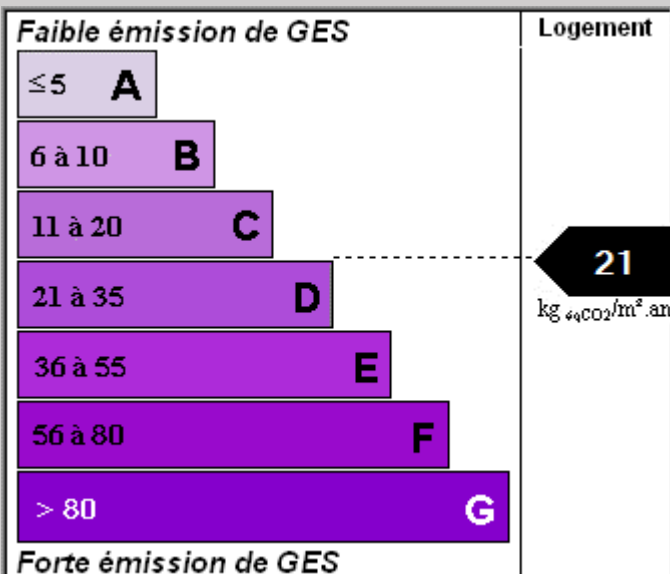 Faible émission de GES
Logement
≤5 A
6 à 10 B
11 à 20 C
21
21 à 35 D
kg éqCO2/m².an
36 à 55 E
56 à 80 F
> 80 G
Forte émission de GES